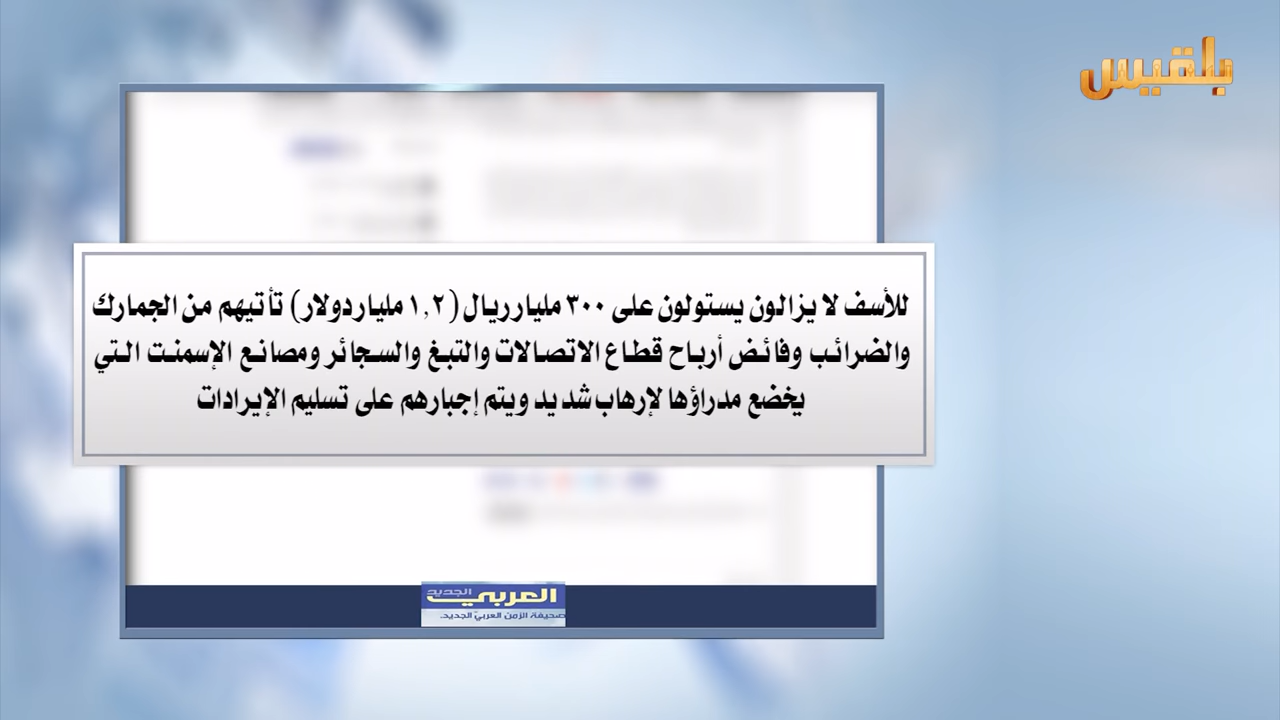 بلقيس
للأسف لا يزالون يستولون على ٣٠٠ مليار ريال (١,٢ مليار دولار) تأتيهم من الجمارك
والضرائب وفائض أرباح قطاع الاتصالات والتبغ والسجائر ومصانع الإسمنت التي
يخضع مدراؤها لإرهاب شديد ويتم إجبارهم على تسليم الإيرادات
العربي الجديد
صحيفة الزمن العربيّ الجديد.